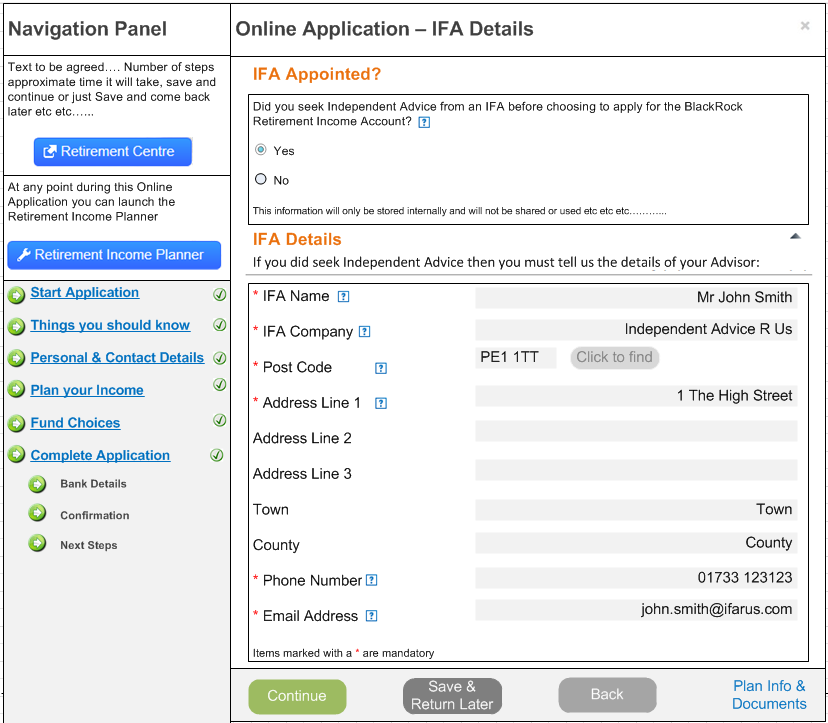 Navigation Panel
Text to be agreed.... Number of steps
approximate time it will take, save and
continue or just Save and come back
later etc etc......
Retirement Centre
At any point during this Online
Application you can launch the
Retirement Income Planner
Retirement Income Planner
Start Application
Things you should know
Personal & Contact Details
Plan your Income
Fund Choices
Complete Application
Bank Details
Confirmation
Next Steps
Online Application – IFA Details ×
IFA Appointed?
Did you seek Independent Advice from an IFA before choosing to apply for the BlackRock
Retirement Income Account? ?
Yes
No
This information will only be stored internally and will not be shared or used etc etc etc............
IFA Details
If you did seek Independent Advice then you must tell us the details of your Advisor:
* IFA Name ? Mr John Smith
* IFA Company ? Independent Advice R Us
* Post Code ? PE1 1TT Click to find
* Address Line 1 ? 1 The High Street
Address Line 2
Address Line 3
Town Town
County County
* Phone Number ? 01733 123123
* Email Address ? john.smith@ifarus.com
Items marked with a * are mandatory
Continue
Save &
Return Later
Back
Plan Info &
Documents